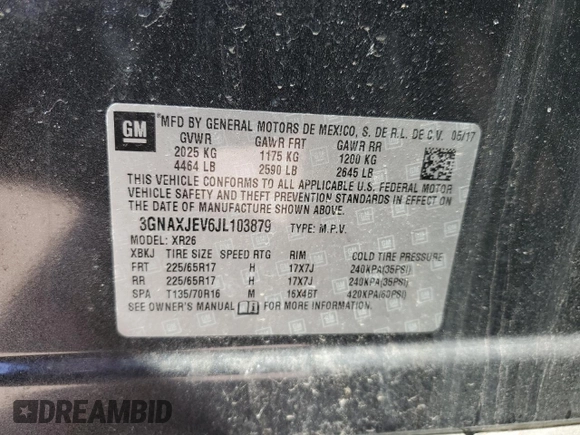 GM
MFD BY GENERAL MOTORS DE MEXICO, S. DE R.L. DE C.V. 05/17
GVWR GAWR FRT GAWR RR
2025 KG 1175 KG 1200 KG
4464 LB 2590 LB 2645 LB
THIS VEHICLE CONFORMS TO ALL APPLICABLE U.S. FEDERAL MOTOR
VEHICLE SAFETY AND THEFT PREVENTION STANDARDS IN EFFECT ON
THE DATE OF MANUFACTURE SHOWN ABOVE.
3GNAXJEV6JL103879 TYPE: M.P.V.
MODEL: XR26
XBKJ TIRE SIZE SPEED RTG RIM COLD TIRE PRESSURE
FRT 225/65R17 H 17X7J 240KPA(35PSI)
RR 225/65R17 H 17X7J 240KPA(35PSI)
SPA T135/70R16 M 16X4BT 420KPA(60PSI)
SEE OWNER'S MANUAL FOR MORE INFORMATION.
DREAMBID